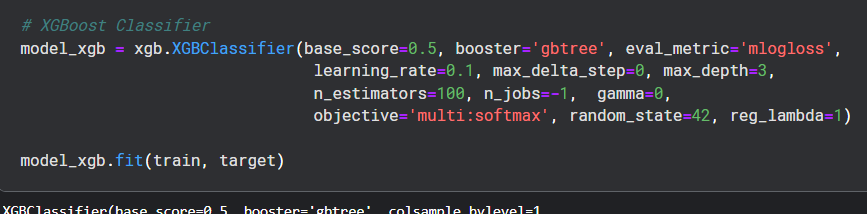 # XGBoost Classifier
model_xgb = xgb.XGBClassifier(base_score=0.5, booster='gbtree', eval_metric='mlogloss',
learning_rate=0.1, max_delta_step=0, max_depth=3,
n_estimators=100, n_jobs=-1,  gamma=0,
objective='multi:softmax', random_state=42, reg_lambda=1)
model_xgb.fit(train, target)
XGBClassifier(base_score=0.5, booster='gbtree', colsample_bylevel=1,